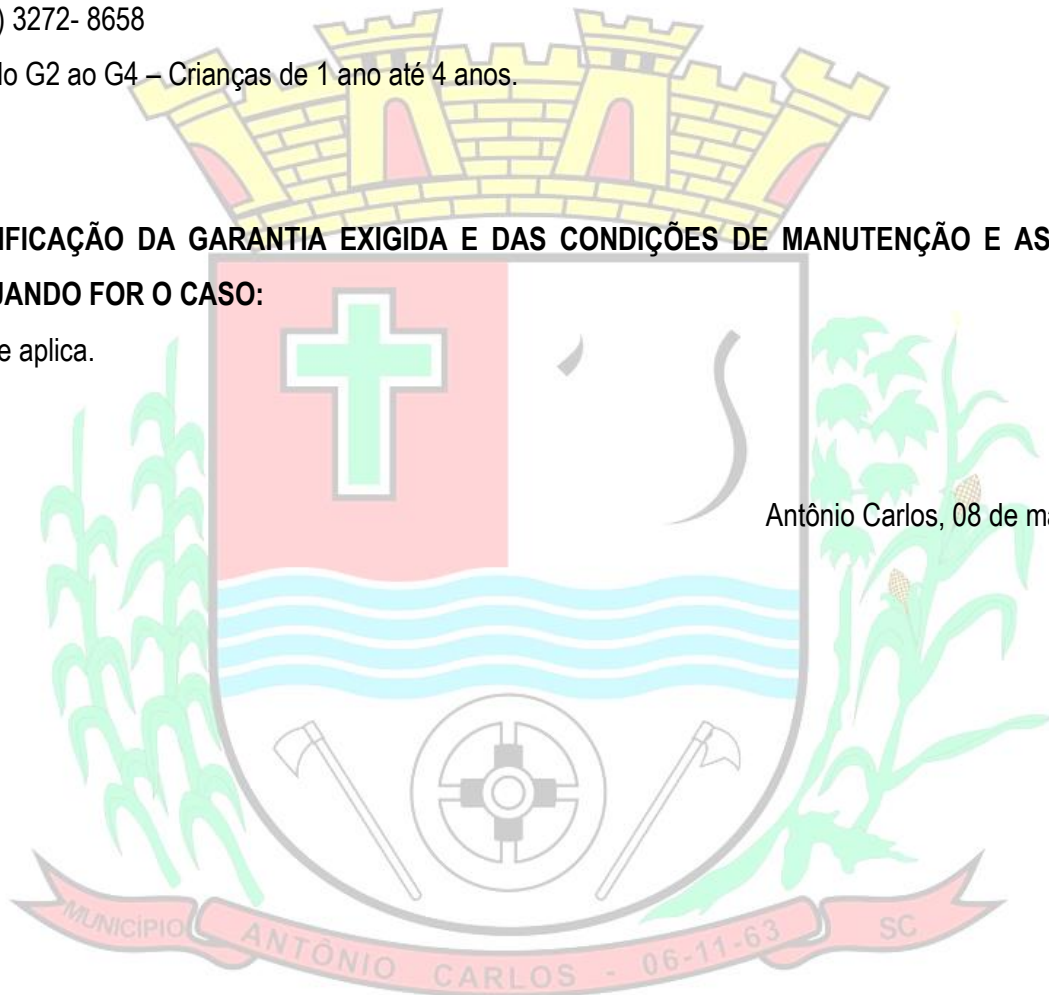 ) 3272- 8658
lo G2 ao G4 – Crianças de 1 ano até 4 anos.
IFICAÇÃO DA GARANTIA EXIGIDA E DAS CONDIÇÕES DE MANUTENÇÃO E AS
JANDO FOR O CASO:
e aplica.
Antônio Carlos, 08 de ma
MUNICÍPIO ANTÔNIO CARLOS - 06-11-63 SC